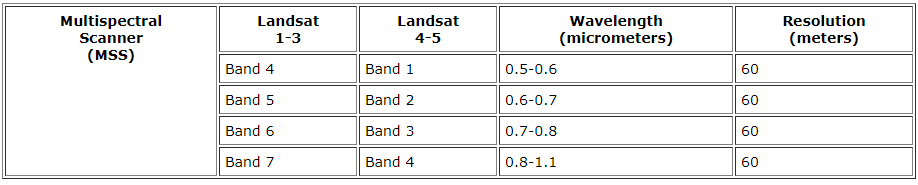 Multispectral Scanner (MSS) Landsat 1-3 Landsat 4-5 Wavelength (micrometers) Resolution (meters)
Band 4 Band 1 0.5-0.6 60
Band 5 Band 2 0.6-0.7 60
Band 6 Band 3 0.7-0.8 60
Band 7 Band 4 0.8-1.1 60